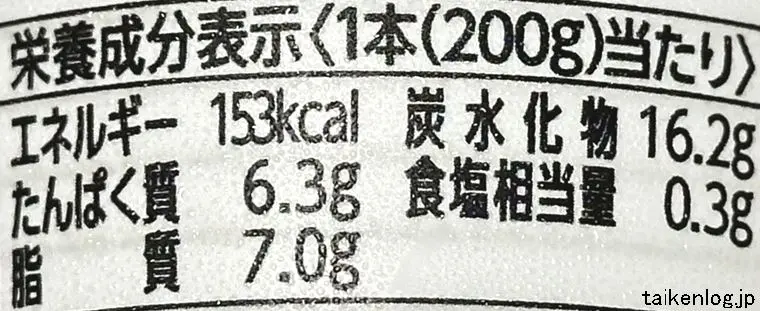 栄養成分表示〈1本(200g)当たり〉
エネルギー 153kcal 炭水化物 16.2g
たんぱく質 6.3g 食塩相当量 0.3g
脂質 7.0g
taikenlog.jp